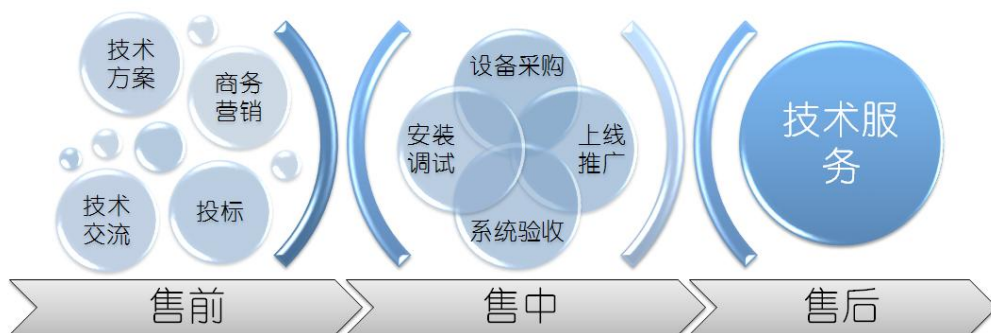 技术
方案
商务
营销
技术
交流
投标
设备采购
安装
调试
上线
推广
系统验收
技术服
务
售前
售中
售后